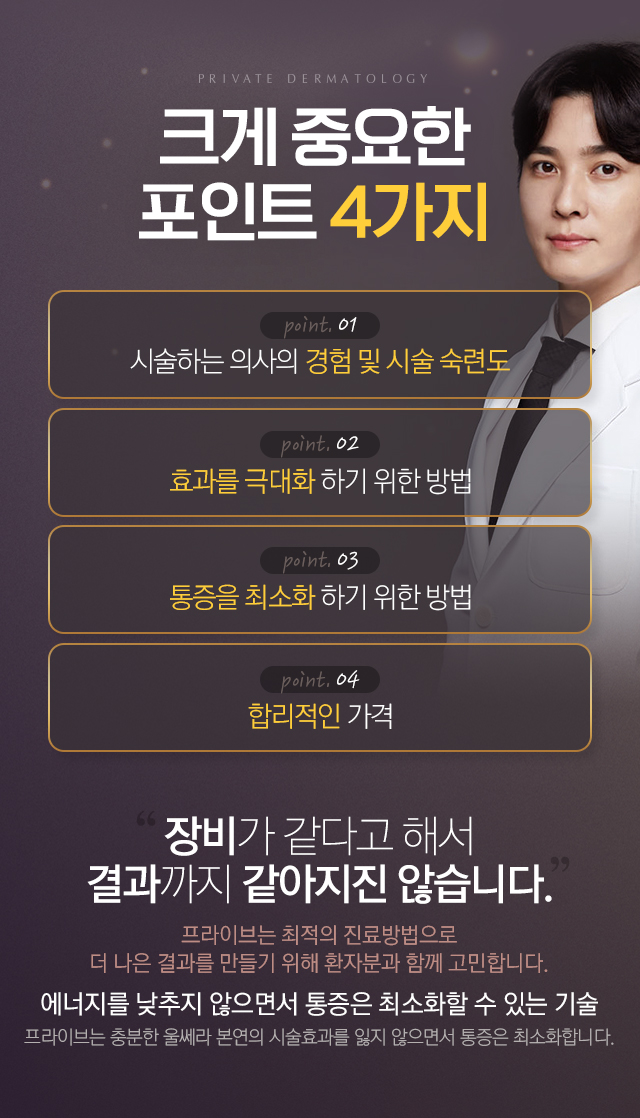 PRIVATE DERMATOLOGY
크게 중요한
포인트 4가지
point. 01
시술하는 의사의 경험 및 시술 숙련도
point. 02
효과를 극대화 하기 위한 방법
point. 03
통증을 최소화 하기 위한 방법
point. 04
합리적인 가격
“장비가 같다고 해서
결과까지 같아지진 않습니다.”
프라이브는 최적의 진료방법으로
더 나은 결과를 만들기 위해 환자분과 함께 고민합니다.
에너지를 낮추지 않으면서 통증은 최소화할 수 있는 기술
프라이브는 충분한 울쎄라 본연의 시술효과를 잃지 않으면서 통증은 최소화합니다.